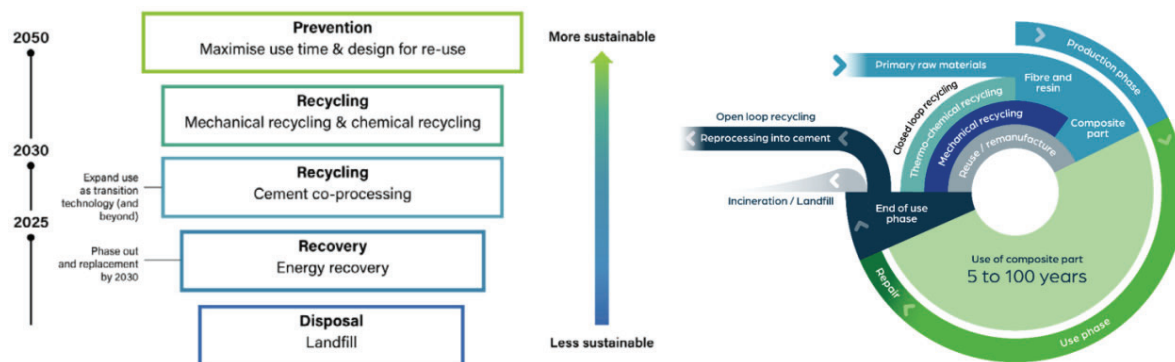 2050
Prevention
Maximise use time & design for re-use
Recycling
Mechanical recycling & chemical recycling
2030
Expand use
as transition
technology (and
beyond)
Recycling
Cement co-processing
2025
Phase out
and replacement
by 2030
Recovery
Energy recovery
Disposal
Landfill
More sustainable
Less sustainable
Production phase
Primary raw materials
Fibre and
resin
Composite
part
Closed loop recycling
Thermo-chemical recycling
Mechanical recycling
Reuse / remanufacture
Open loop recycling
Reprocessing into cement
Incineration / Landfill
End of use
phase
Use of composite part
5 to 100 years
Repair
Use phase